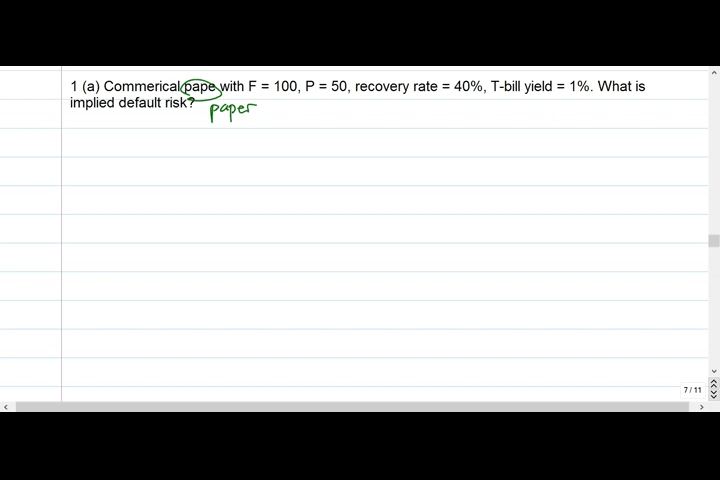 1 (a) Commerical pape with F = 100, P = 50, recovery rate = 40%, T-bill yield = 1%. What is
implied default risk?
paper
7 / 11